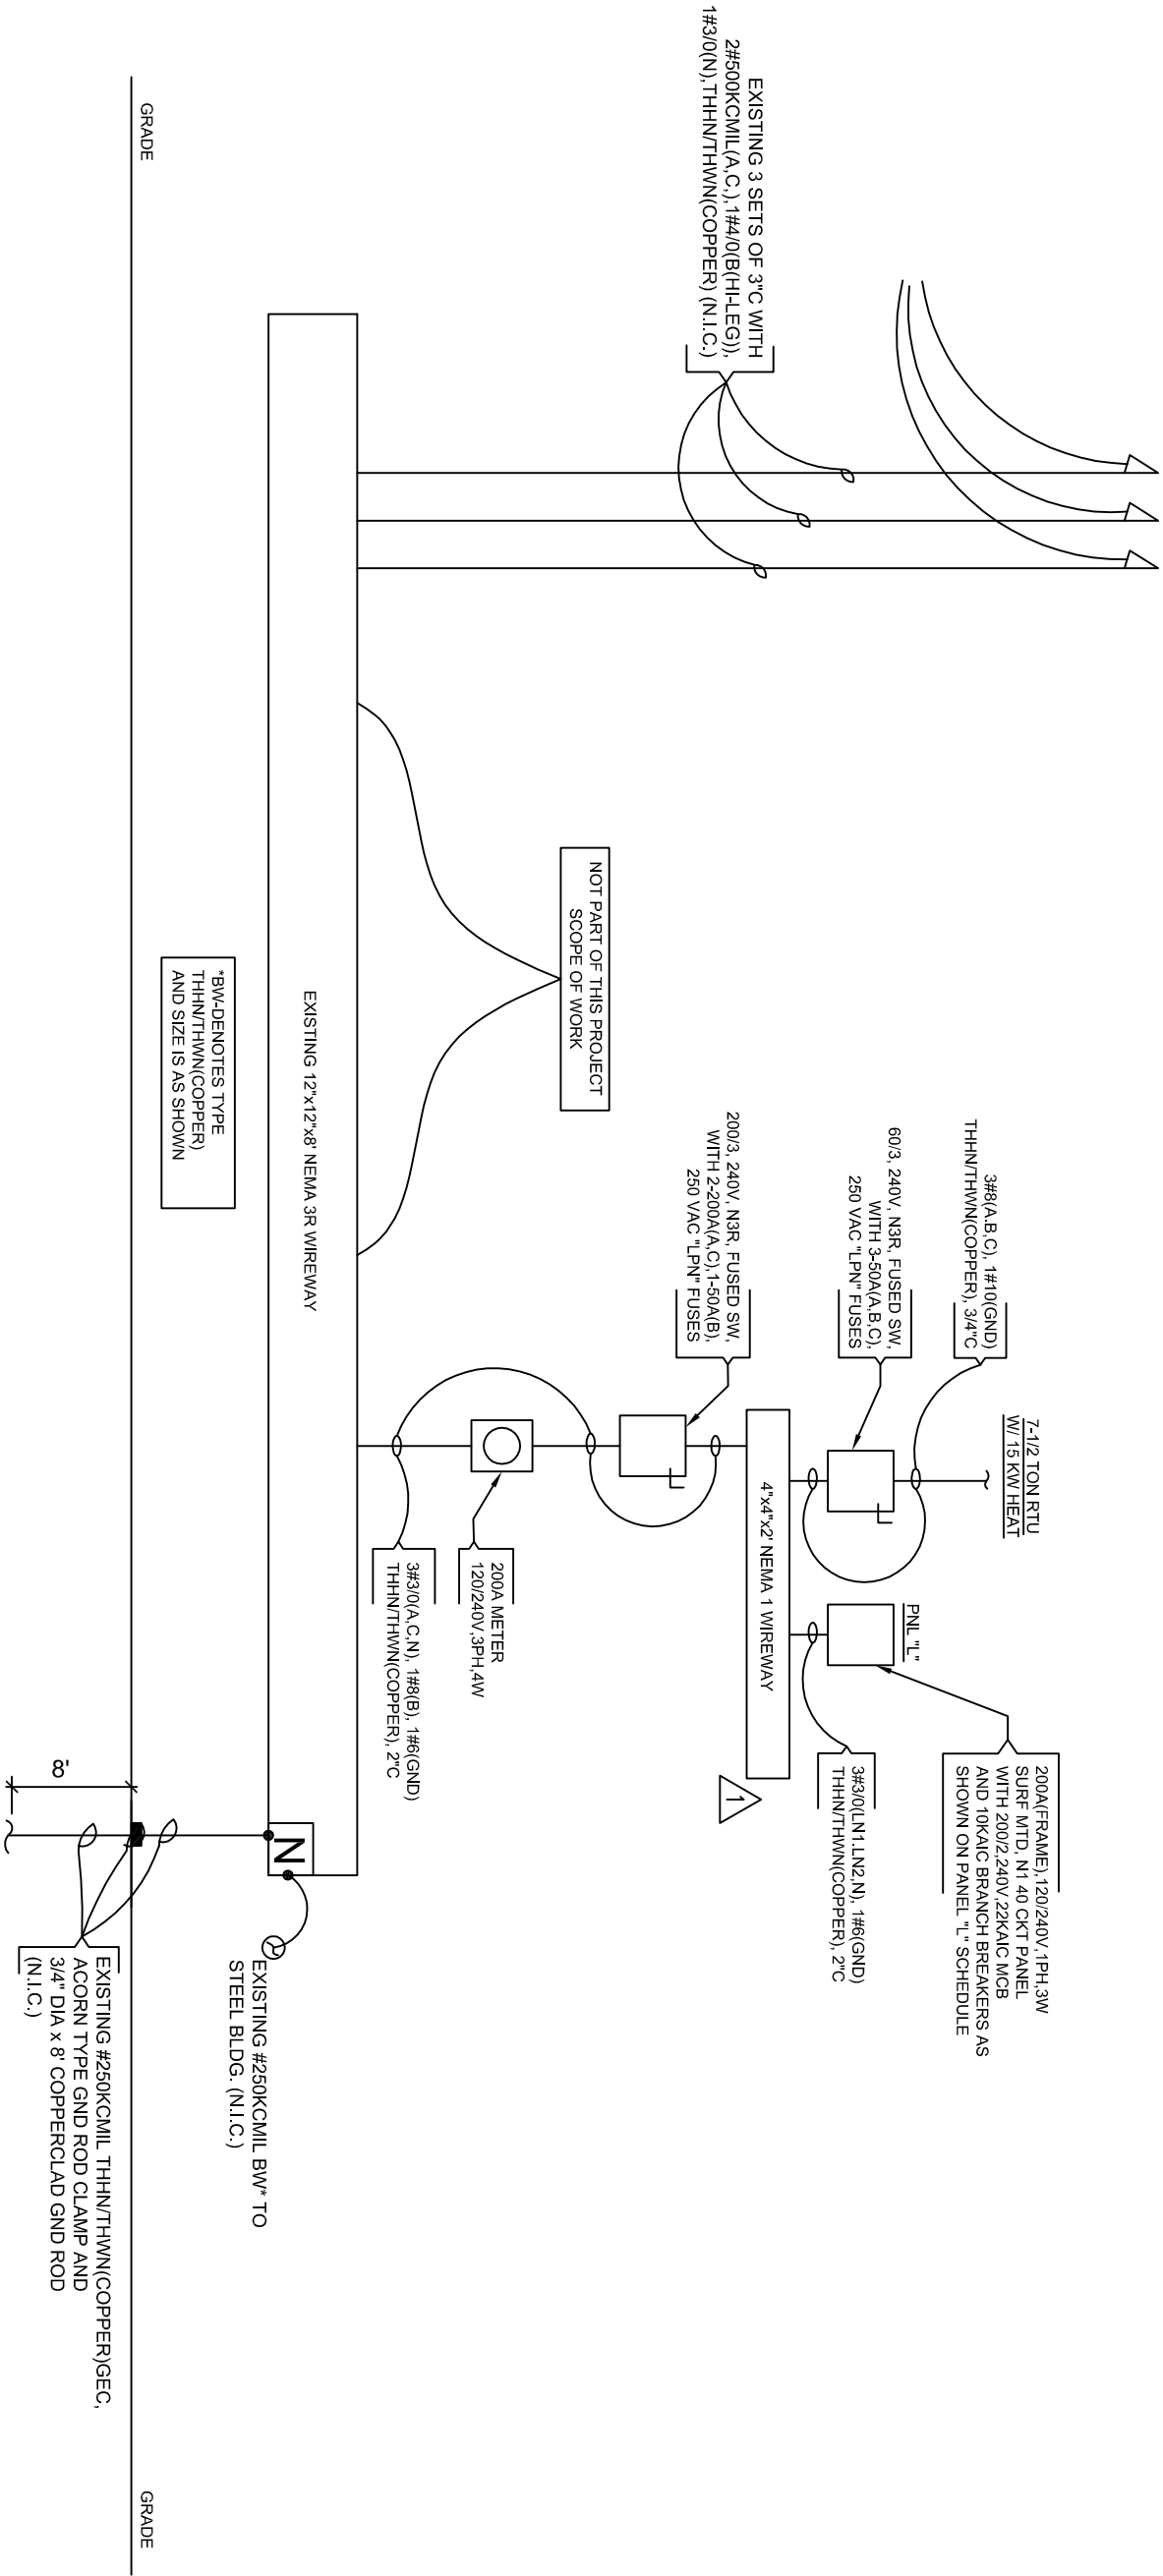 EXISTING 3 SETS OF 3"C WITH
2#500KCMIL(A,C,),1#4/0(B(HI-LEG)),
1#3/0(N),THHN/THWN(COPPER) (N.I.C.)
7-1/2 TON RTU
W/ 15 KW HEAT
3#8(A.B,C), 1#10(GND)
THHN/THWN(COPPER), 3/4"C
60/3, 240V, N3R, FUSED SW,
WITH 3-50A(A,B,C),
250 VAC "LPN" FUSES
200/3, 240V, N3R, FUSED SW,
WITH 2-200A(A,C),1-50A(B),
250 VAC "LPN" FUSES
PNL "L"
200A(FRAME),120/240V,1PH,3W
SURF MTD, N1 40 CKT PANEL
WITH 200/2,240V,22KAIC MCB
AND 10KAIC BRANCH BREAKERS AS
SHOWN ON PANEL "L" SCHEDULE
3#3/0(LN1.LN2,N), 1#6(GND)
THHN/THWN(COPPER), 2"C
4"x4"x2' NEMA 1 WIREWAY
1
NOT PART OF THIS PROJECT
SCOPE OF WORK
200A METER
120/240V,3PH,4W
3#3/0(A,C,N), 1#8(B), 1#6(GND)
THHN/THWN(COPPER), 2"C
EXISTING 12"x12"x8' NEMA 3R WIREWAY
N
EXISTING #250KCMIL BW* TO
STEEL BLDG. (N.I.C.)
*BW-DENOTES TYPE
THHN/THWN(COPPER)
AND SIZE IS AS SHOWN
GRADE
GRADE
8'
EXISTING #250KCMIL THHN/THWN(COPPER)GEC,
ACORN TYPE GND ROD CLAMP AND
3/4" DIA x 8' COPPERCLAD GND ROD
(N.I.C.)